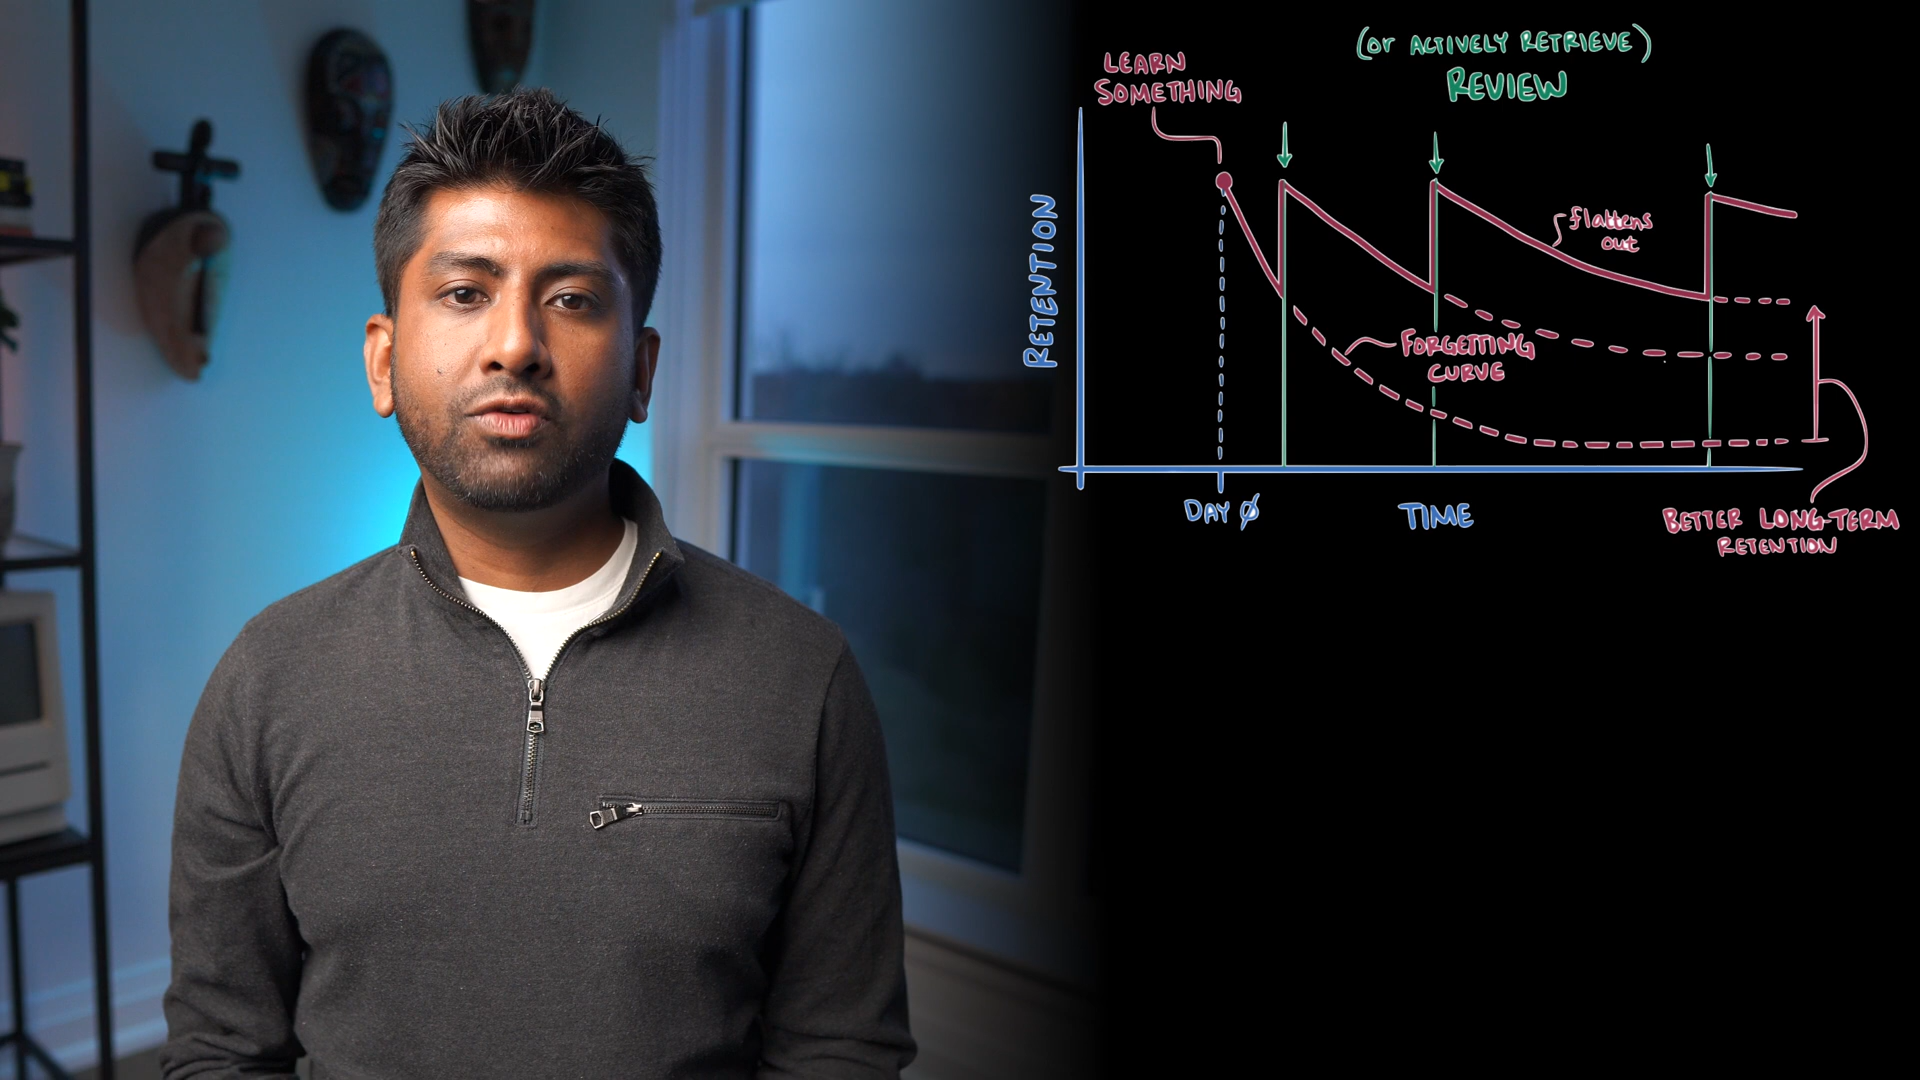 (or ACTIVELY RETRIEVE)
REVIEW
LEARN
SOMETHING
flattens
out
RETENTION
FORGETTING
CURVE
DAY Ø
TIME
BETTER LONG-TERM
RETENTION